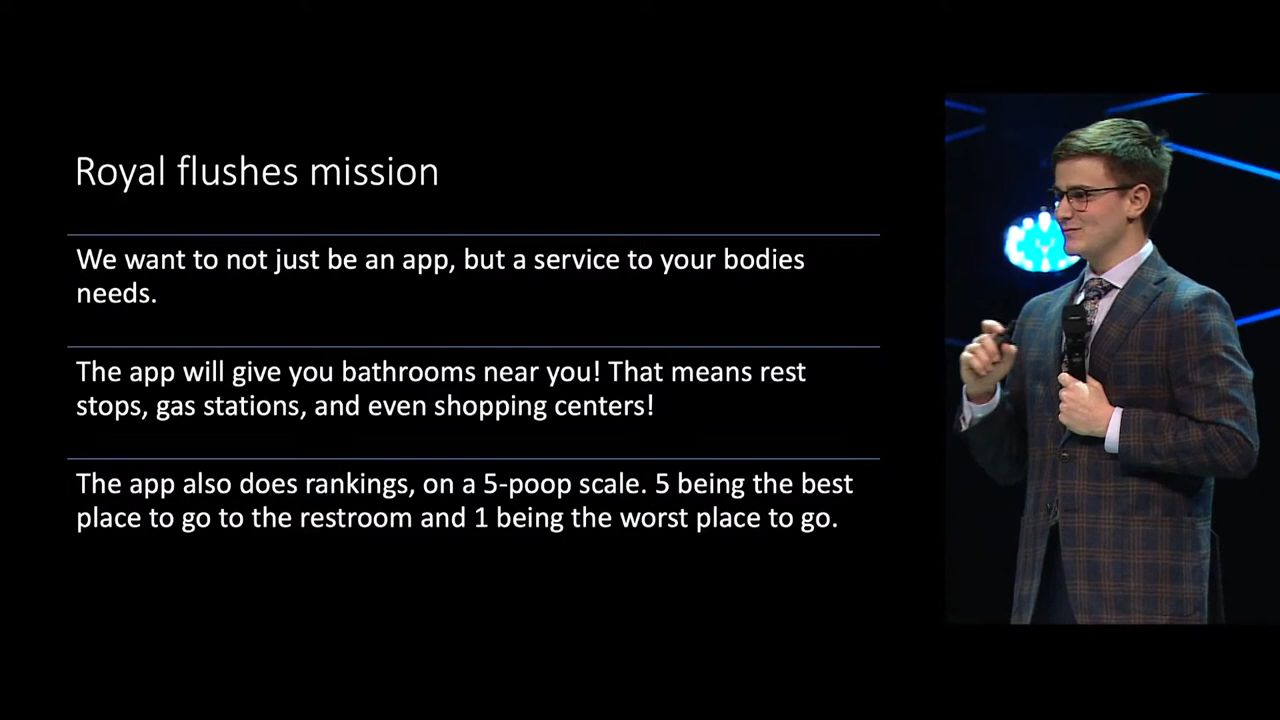 Royal flushes mission
We want to not just be an app, but a service to your bodies
needs.
The app will give you bathrooms near you! That means rest
stops, gas stations, and even shopping centers!
The app also does rankings, on a 5-poop scale. 5 being the best
place to go to the restroom and 1 being the worst place to go.